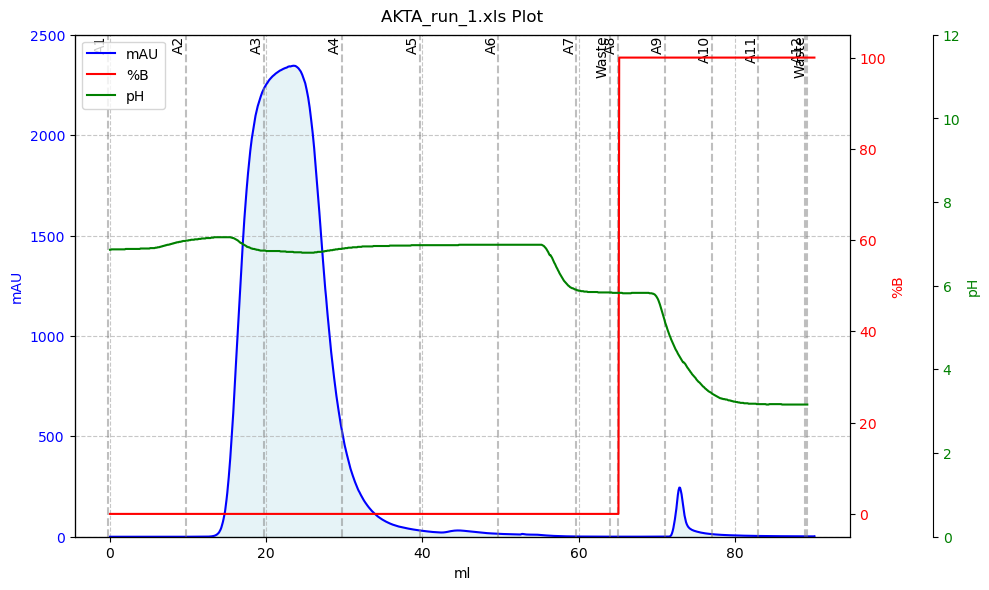 AKTA_run_1.xls Plot
mAU
%B
pH
A1
A2
A3
A4
A5
A6
A7
Waste
A8
A9
A10
A11
A12
Waste
2500
2000
1500
1000
500
0
mAU
0
20
40
60
80
ml
100
80
60
40
20
0
%B
12
10
8
6
4
2
0
pH